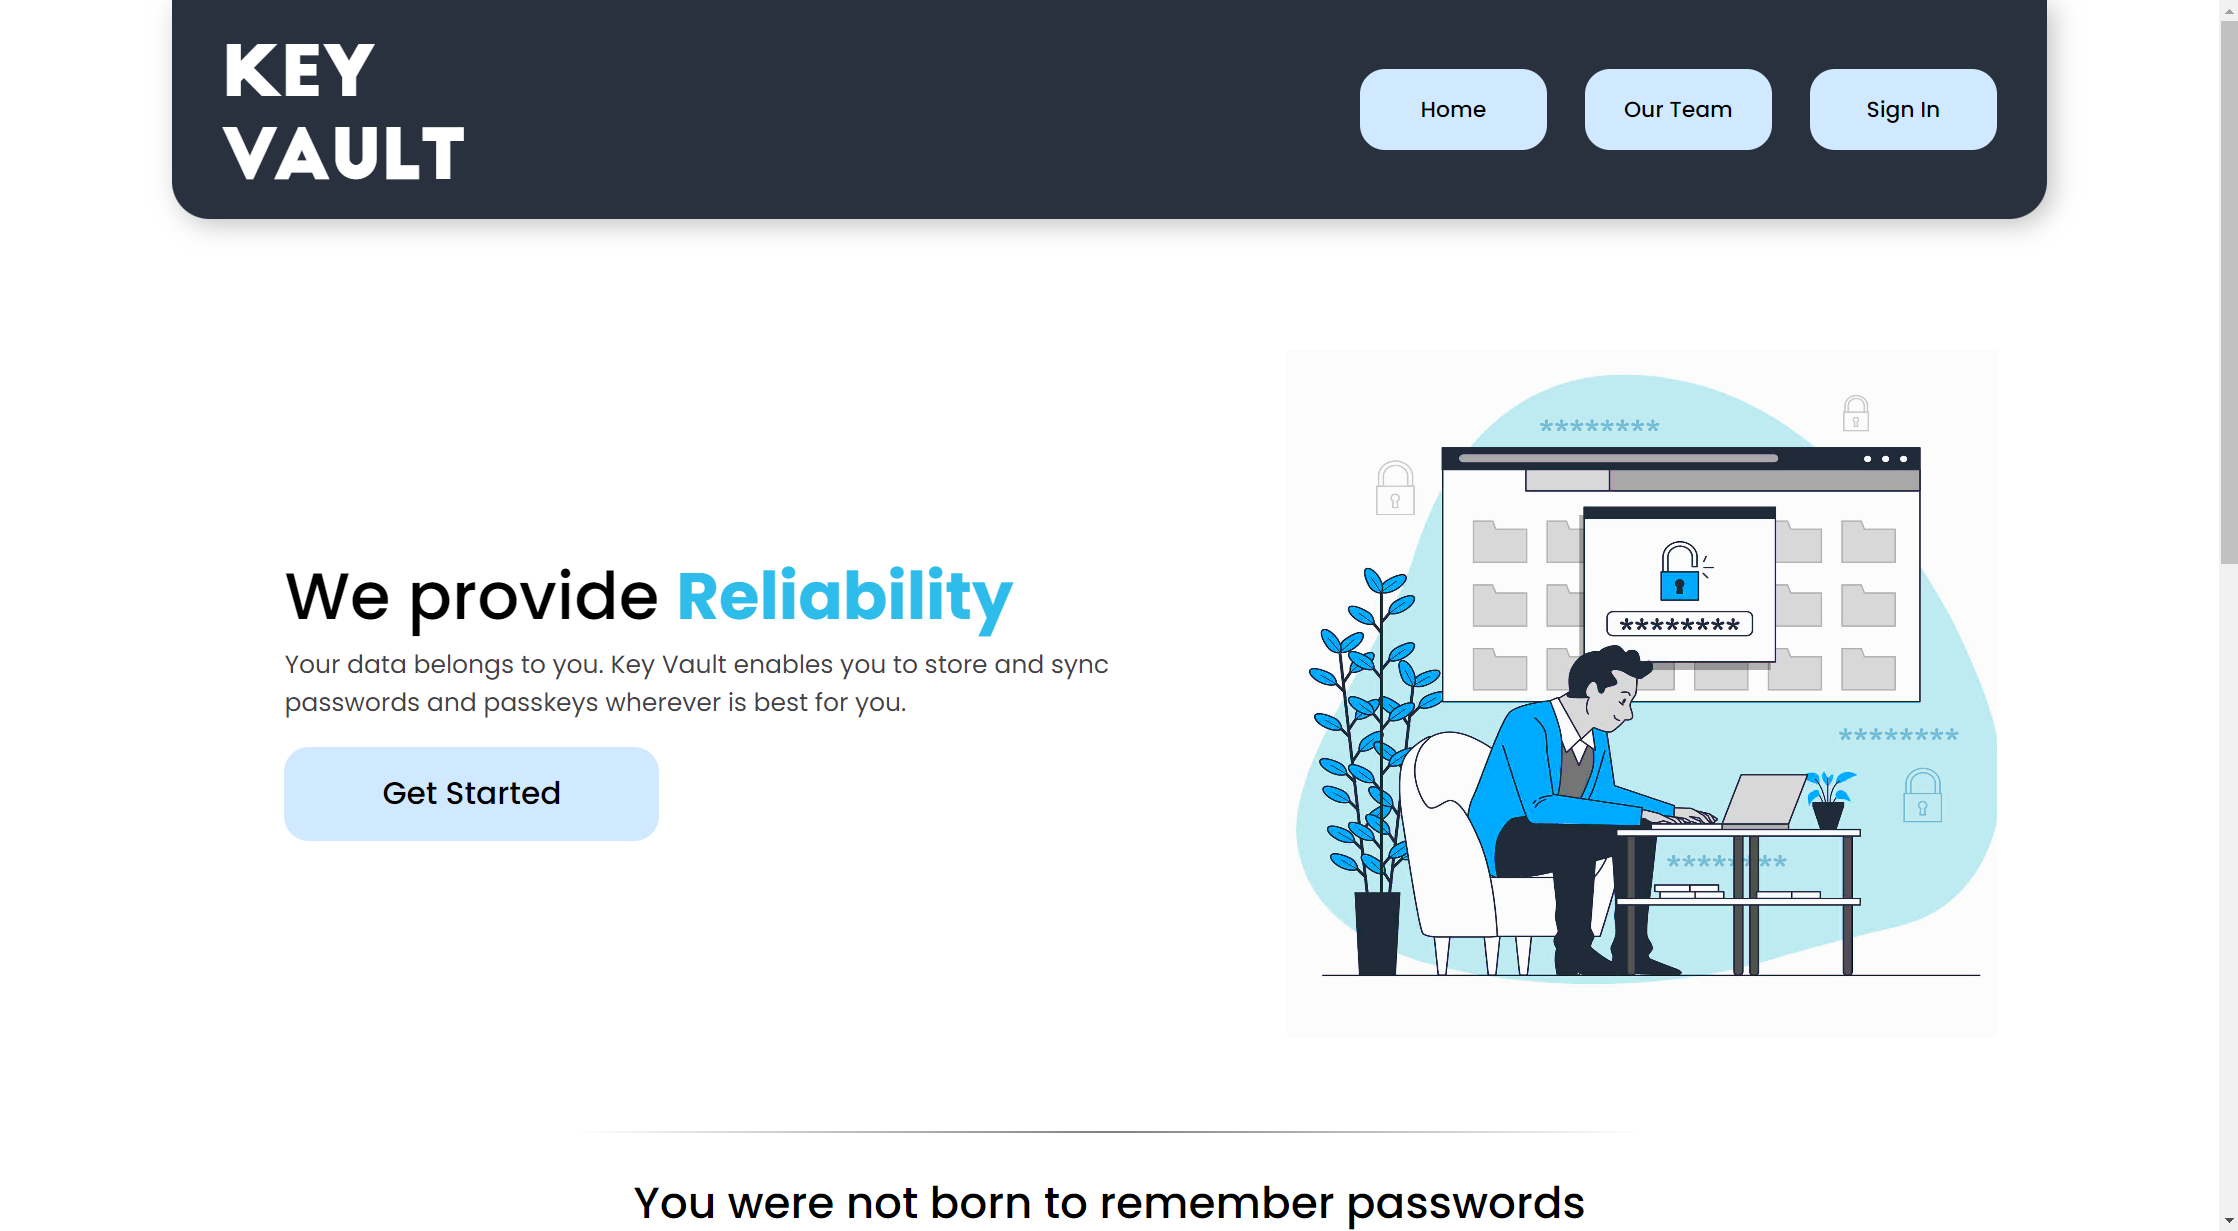 KEY
VAULT
Home
Our Team
Sign In
We provide Reliability
Your data belongs to you. Key Vault enables you to store and sync
passwords and passkeys wherever is best for you.
Get Started
********
********
********
********
You were not born to remember passwords